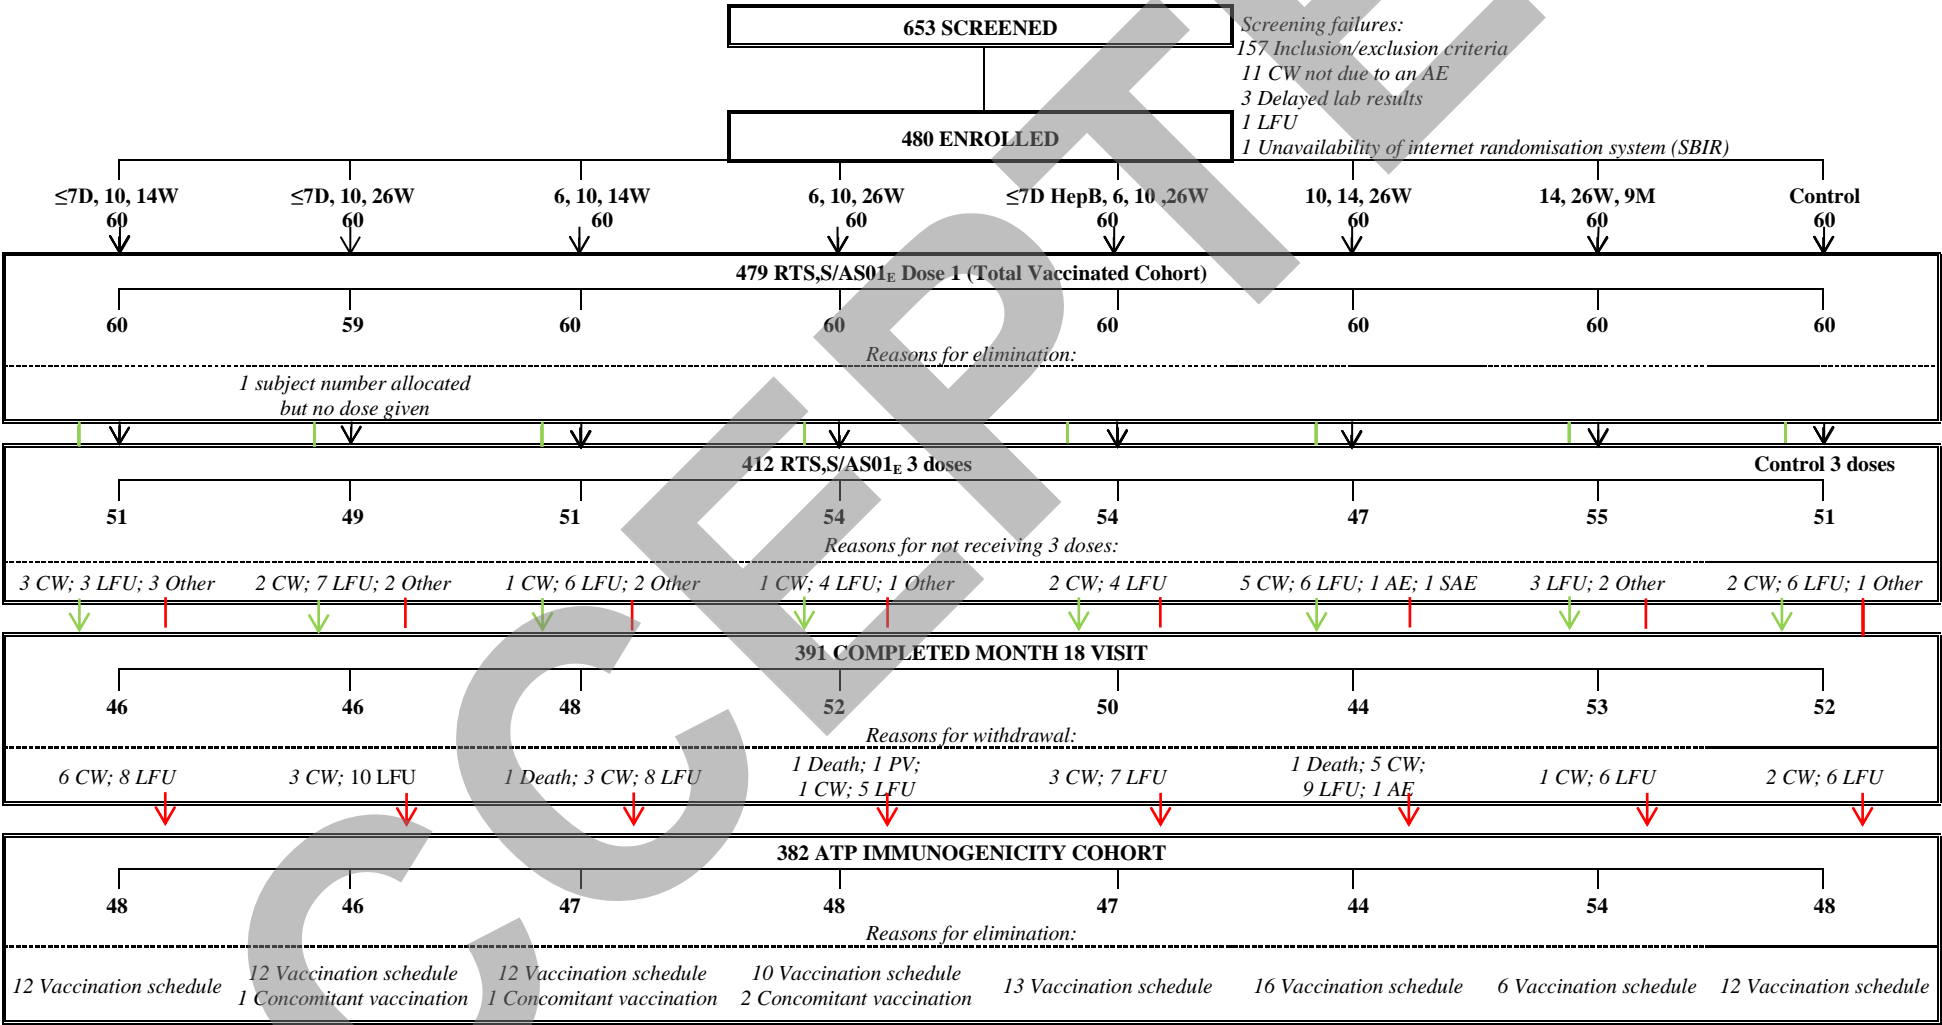 653 SCREENED
Screening failures:
157 Inclusion/exclusion criteria
11 CW not due to an AE
3 Delayed lab results
1 LFU
1 Unavailability of internet randomisation system (SBIR)
480 ENROLLED
≤7D, 10, 14W ≤7D, 10, 26W 6, 10, 14W 6, 10, 26W ≤7D HepB, 6, 10 ,26W 10, 14, 26W 14, 26W, 9M Control
60 60 60 60 60 60 60 60
479 RTS,S/AS01E Dose 1 (Total Vaccinated Cohort)
60 59 60 60 60 60 60 60
Reasons for elimination:
1 subject number allocated
but no dose given
412 RTS,S/AS01E 3 doses Control 3 doses
51 49 51 54 54 47 55 51
Reasons for not receiving 3 doses:
3 CW; 3 LFU; 3 Other 2 CW; 7 LFU; 2 Other 1 CW; 6 LFU; 2 Other 1 CW; 4 LFU; 1 Other 2 CW; 4 LFU 5 CW; 6 LFU; 1 AE; 1 SAE 3 LFU; 2 Other 2 CW; 6 LFU; 1 Other
391 COMPLETED MONTH 18 VISIT
46 46 48 52 50 44 53 52
Reasons for withdrawal:
6 CW; 8 LFU 3 CW; 10 LFU 1 Death; 3 CW; 8 LFU 1 Death; 1 PV; 3 CW; 7 LFU 1 Death; 5 CW; 1 CW; 6 LFU 2 CW; 6 LFU
1 CW; 5 LFU 9 LFU; 1 AE
382 ATP IMMUNOGENICITY COHORT
48 46 47 48 47 44 54 48
Reasons for elimination:
12 Vaccination schedule 12 Vaccination schedule 12 Vaccination schedule 10 Vaccination schedule 13 Vaccination schedule 16 Vaccination schedule 6 Vaccination schedule 12 Vaccination schedule
1 Concomitant vaccination 1 Concomitant vaccination 2 Concomitant vaccination
CCEPTE